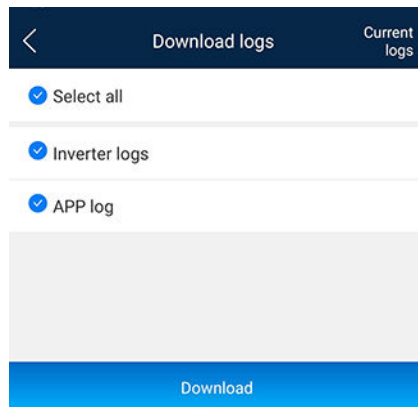 Download logs
Current
logs
Select all
Inverter logs
APP log
Download